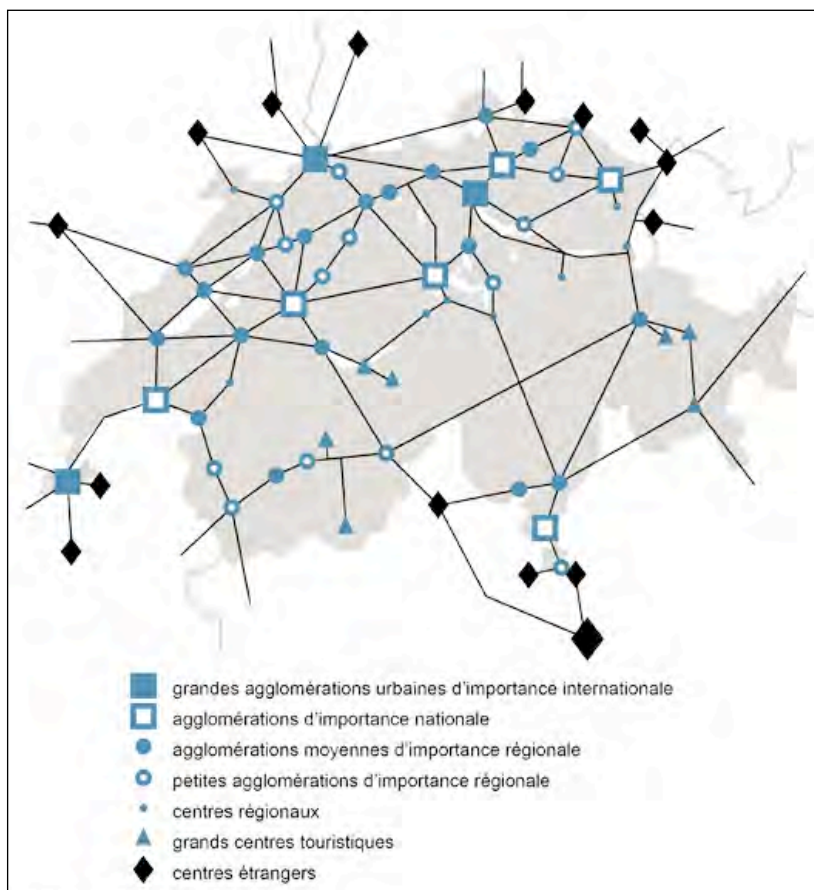 grandes agglomérations urbaines d'importance internationale
agglomérations d'importance nationale
agglomérations moyennes d'importance régionale
petites agglomérations d'importance régionale
centres régionaux
grands centres touristiques
centres étrangers